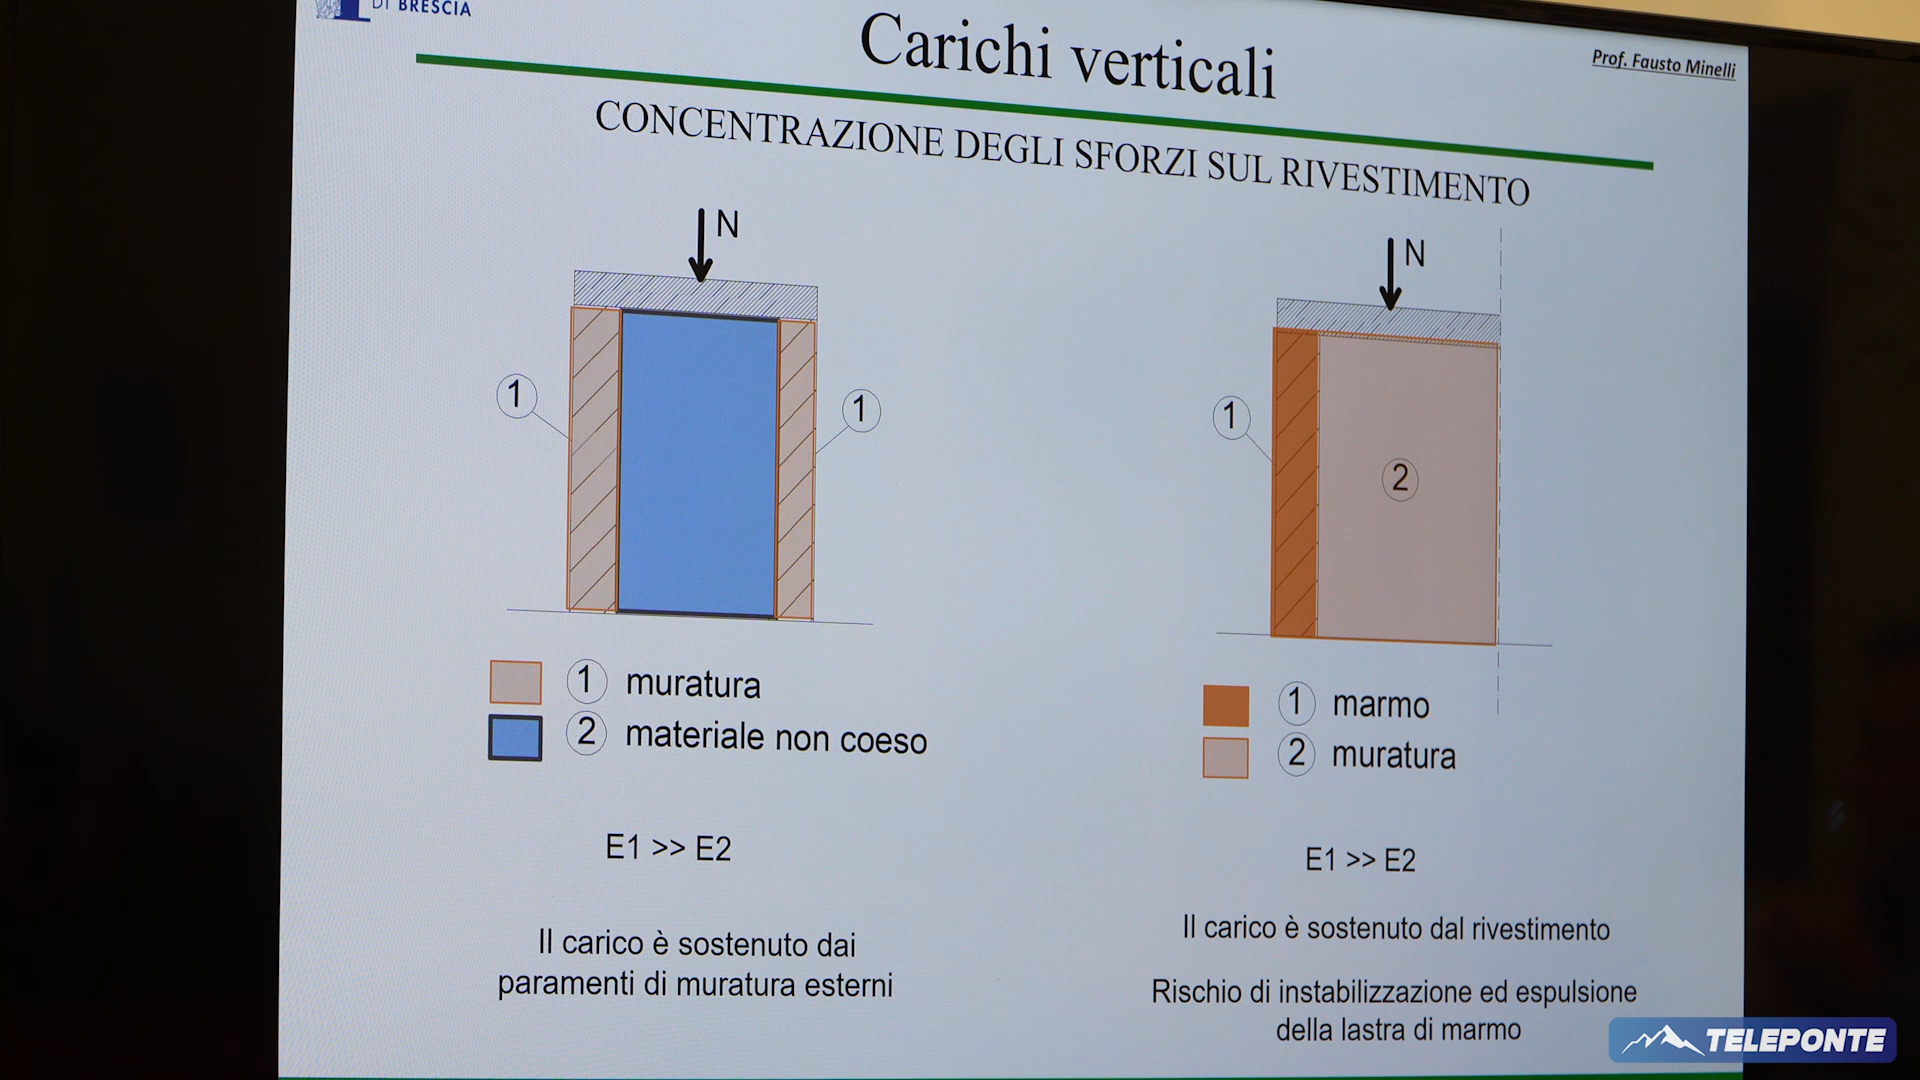 DI BRESCIA
Carichi verticali
Prof. Fausto Minelli
CONCENTRAZIONE DEGLI SFORZI SUL RIVESTIMENTO
N
N
1
1
1
2
1 muratura
2 materiale non coeso
1 marmo
2 muratura
E1 >> E2
E1 >> E2
Il carico è sostenuto dai
paramenti di muratura esterni
Il carico è sostenuto dal rivestimento
Rischio di instabilizzazione ed espulsione
della lastra di marmo
TELEPONTE